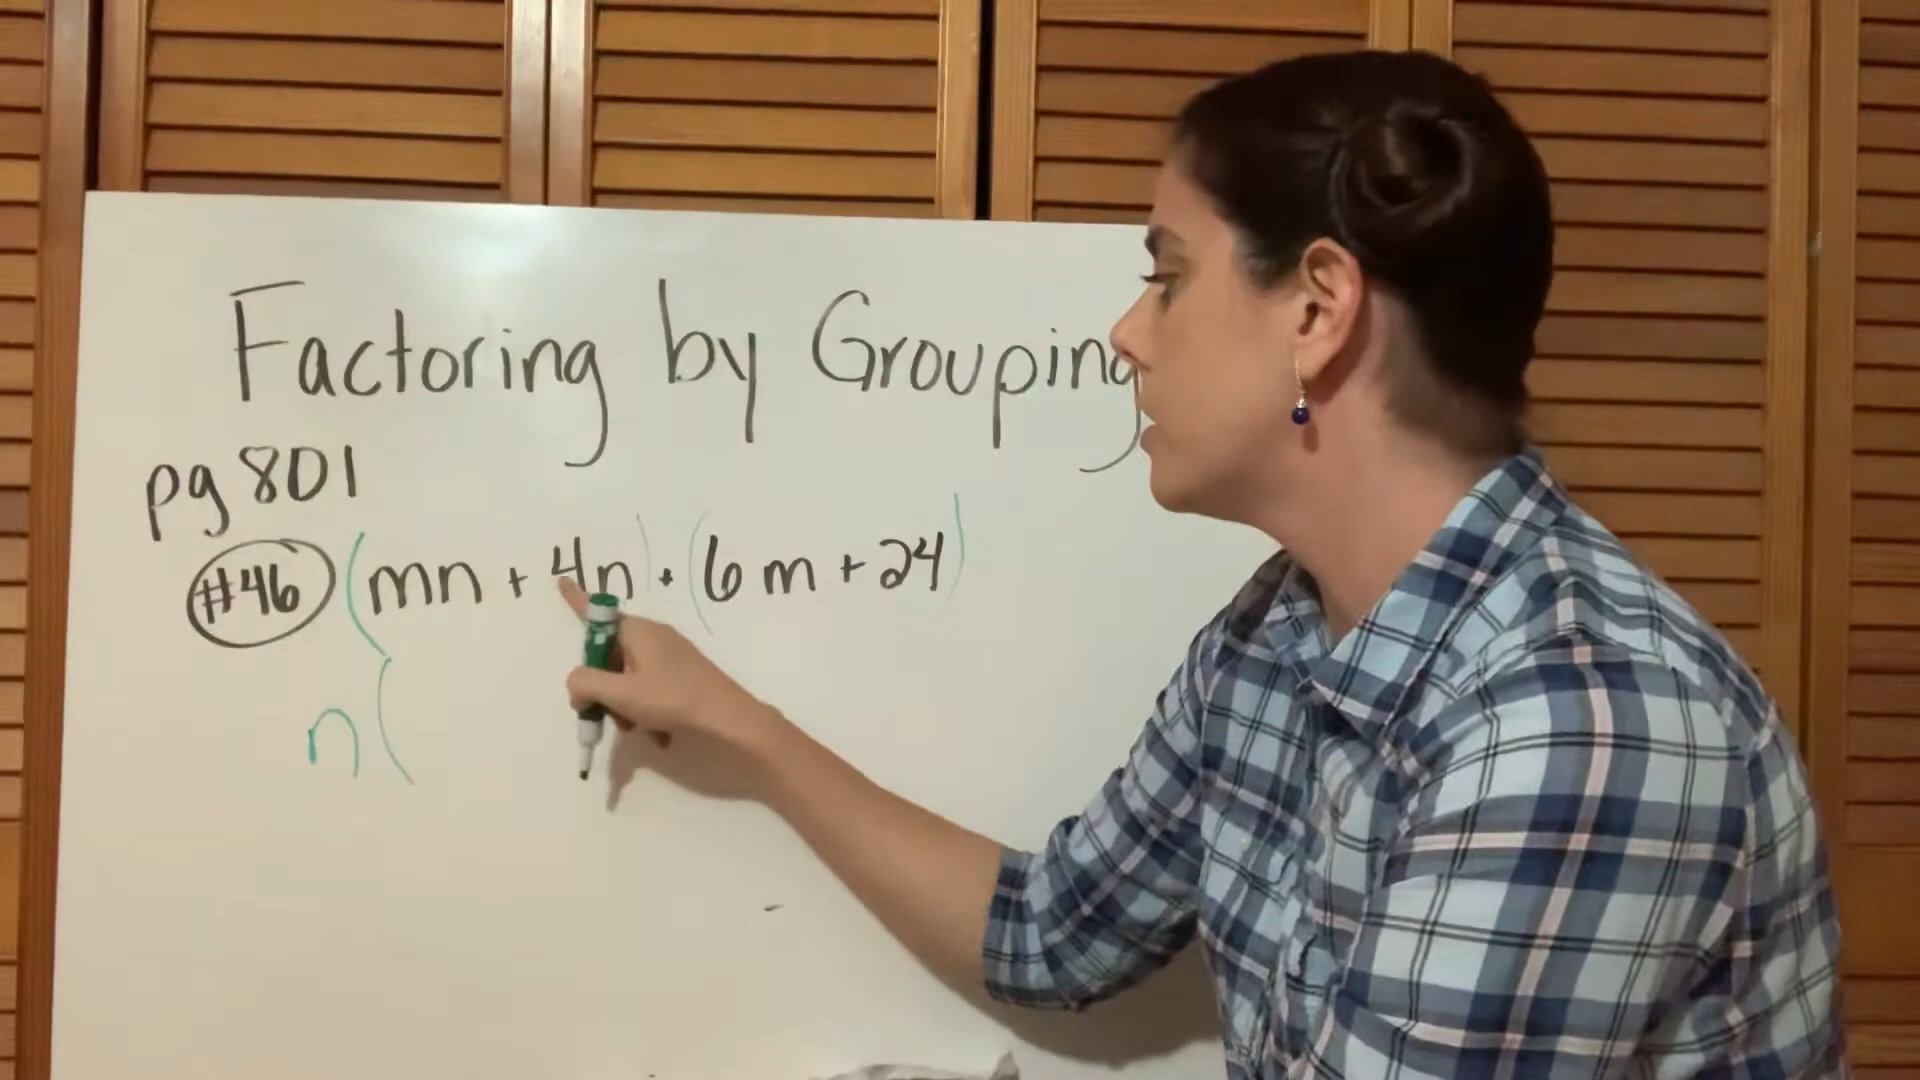 Factoring by Grouping
pg 801
#46 (mn + 4n) + (6m + 24)
n(